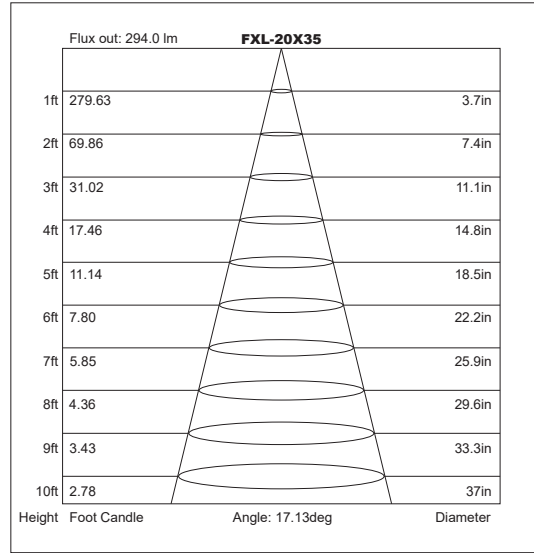 Flux out: 294.0 lm FXL-20X35
1ft 279.63 3.7in
2ft 69.86 7.4in
3ft 31.02 11.1in
4ft 17.46 14.8in
5ft 11.14 18.5in
6ft 7.80 22.2in
7ft 5.85 25.9in
8ft 4.36 29.6in
9ft 3.43 33.3in
10ft 2.78 37in
Height Foot Candle Angle: 17.13deg Diameter